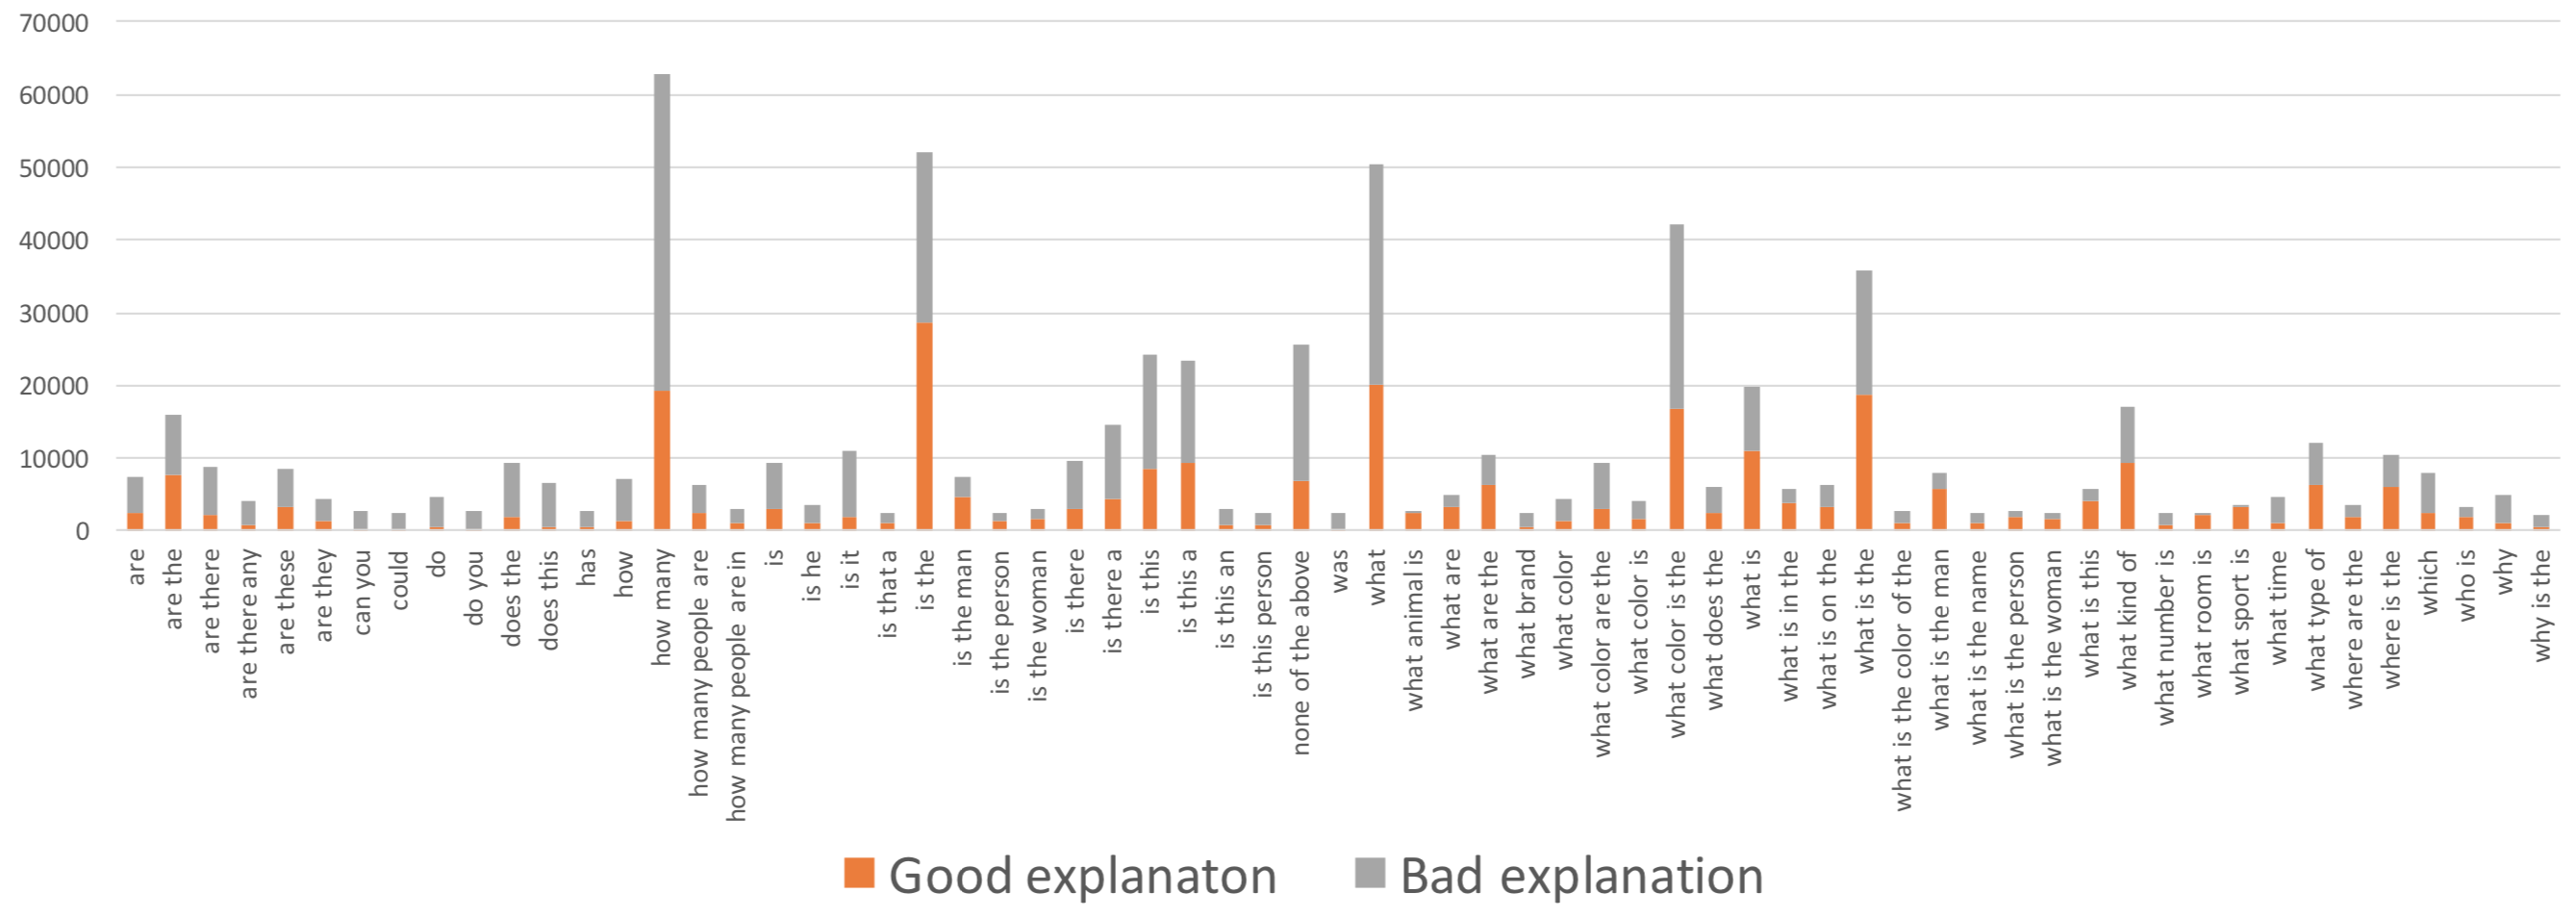 70000
60000
50000
40000
30000
20000
10000
0
are
are the
are there
are there any
are these
are they
can you
could
do
do you
does the
does this
has
how
how many
how many people are
how many people are in
is
is he
is it
is that a
is the
is the man
is the person
is the woman
is there
is there a
is this
is this a
is this an
is this person
none of the above
was
what
what animal is
what are
what are the
what brand
what color
what color are the
what color is
what color is the
what does the
what is
what is in the
what is on the
what is the
what is the color of the
what is the man
what is the name
what is the person
what is the woman
what is this
what kind of
what number is
what room is
what sport is
what time
what type of
where are the
where is the
which
who is
why
why is the
Good explanaton
Bad explanation